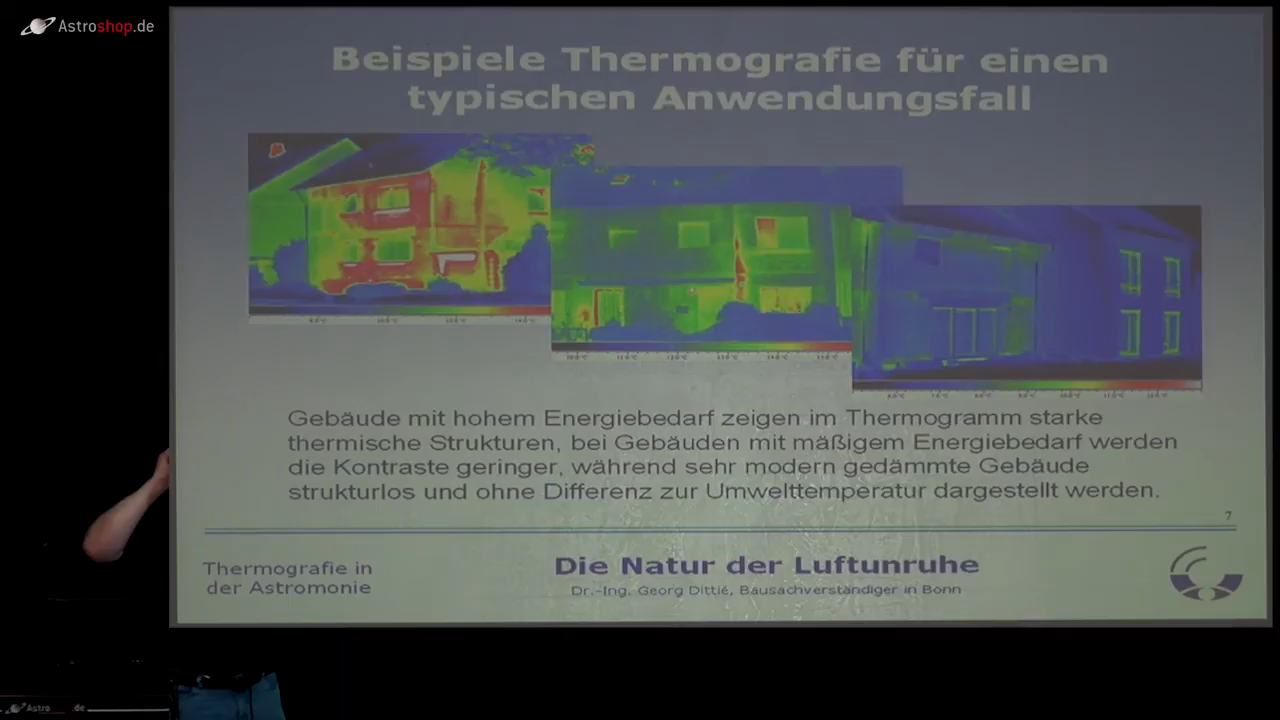 Astroshop.de
Beispiele Thermografie für einen
typischen Anwendungsfall
Gebäude mit hohem Energiebedarf zeigen im Thermogramm starke
thermische Strukturen, bei Gebäuden mit mäßigem Energiebedarf werden
die Kontraste geringer, während sehr modern gedämmte Gebäude
strukturlos und ohne Differenz zur Umwelttemperatur dargestellt werden.
7
Thermografie in
der Astromonie
Die Natur der Luftunruhe
Dr.-Ing. Georg Dittié, Bausachverständiger in Bonn
Astro .de